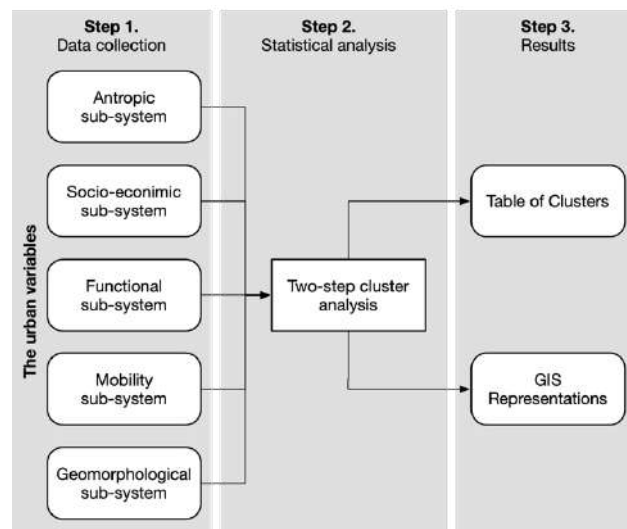 Step 1.
Data collection
Step 2.
Statistical analysis
Step 3.
Results
The urban variables
Antropic
sub-system
Socio-econimic
sub-system
Functional
sub-system
Mobility
sub-system
Geomorphological
sub-system
Two-step cluster
analysis
Table of Clusters
GIS
Representations